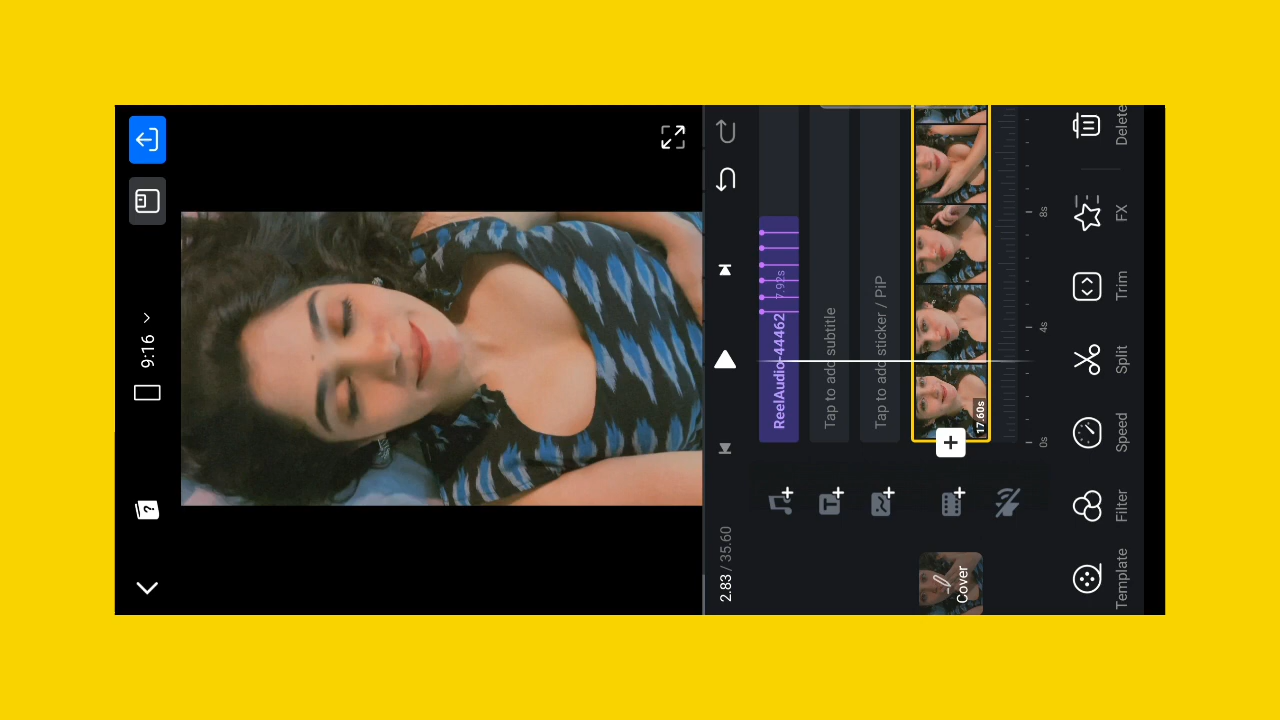 9:16
?
2.83 / 35.60
ReelAudio-44462
7.92s
Tap to add subtitle
Tap to add sticker / PiP
T
17.60s
Cover
0s
4s
8s
Template
Filter
Speed
Split
Trim
FX
Delete